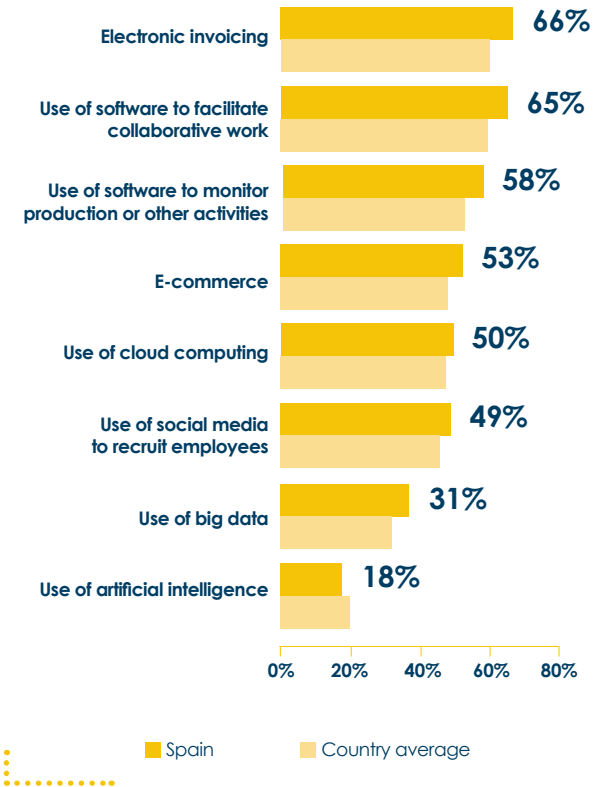 Electronic invoicing
66%
Use of software to facilitate
collaborative work
65%
Use of software to monitor
production or other activities
58%
E-commerce
53%
Use of cloud computing
50%
Use of social media
to recruit employees
49%
Use of big data
31%
Use of artificial intelligence
18%
0% 20% 40% 60% 80%
Spain Country average